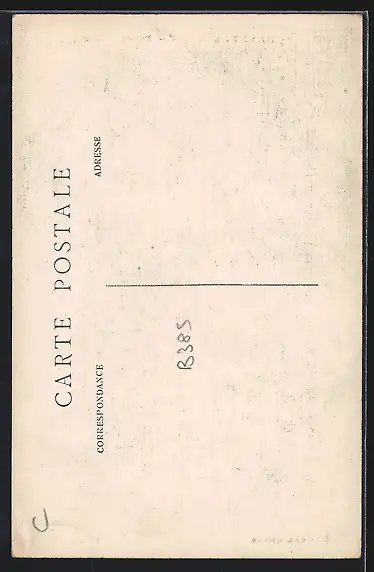 CARTE POSTALE
CORRESPONDANCE
ADRESSE
B385
C